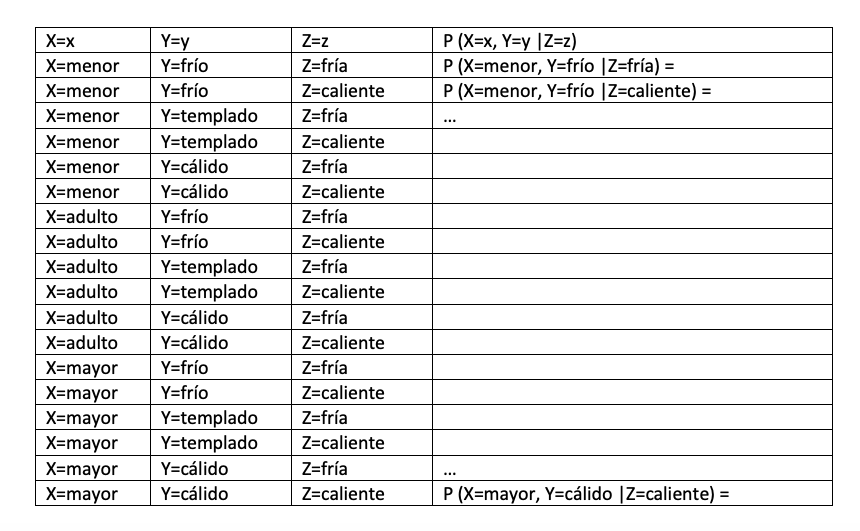 X=x Y=y Z=z P (X=x, Y=y |Z=z)
X=menor Y=frío Z=fría P (X=menor, Y=frío |Z=fría) =
X=menor Y=frío Z=caliente P (X=menor, Y=frío |Z=caliente) =
X=menor Y=templado Z=fría ...
X=menor Y=templado Z=caliente
X=menor Y=cálido Z=fría
X=menor Y=cálido Z=caliente
X=adulto Y=frío Z=fría
X=adulto Y=frío Z=caliente
X=adulto Y=templado Z=fría
X=adulto Y=templado Z=caliente
X=adulto Y=cálido Z=fría
X=adulto Y=cálido Z=caliente
X=mayor Y=frío Z=fría
X=mayor Y=frío Z=caliente
X=mayor Y=templado Z=fría
X=mayor Y=templado Z=caliente
X=mayor Y=cálido Z=fría ...
X=mayor Y=cálido Z=caliente P (X=mayor, Y=cálido |Z=caliente) =